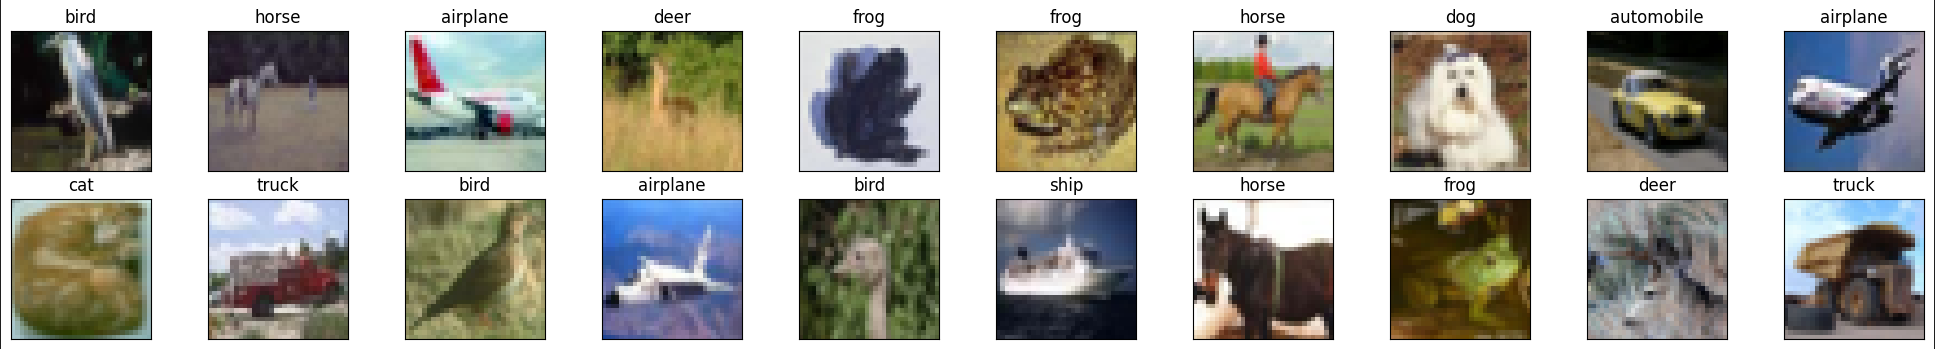 bird horse airplane deer frog frog horse dog automobile airplane
cat truck bird airplane bird ship horse frog deer truck